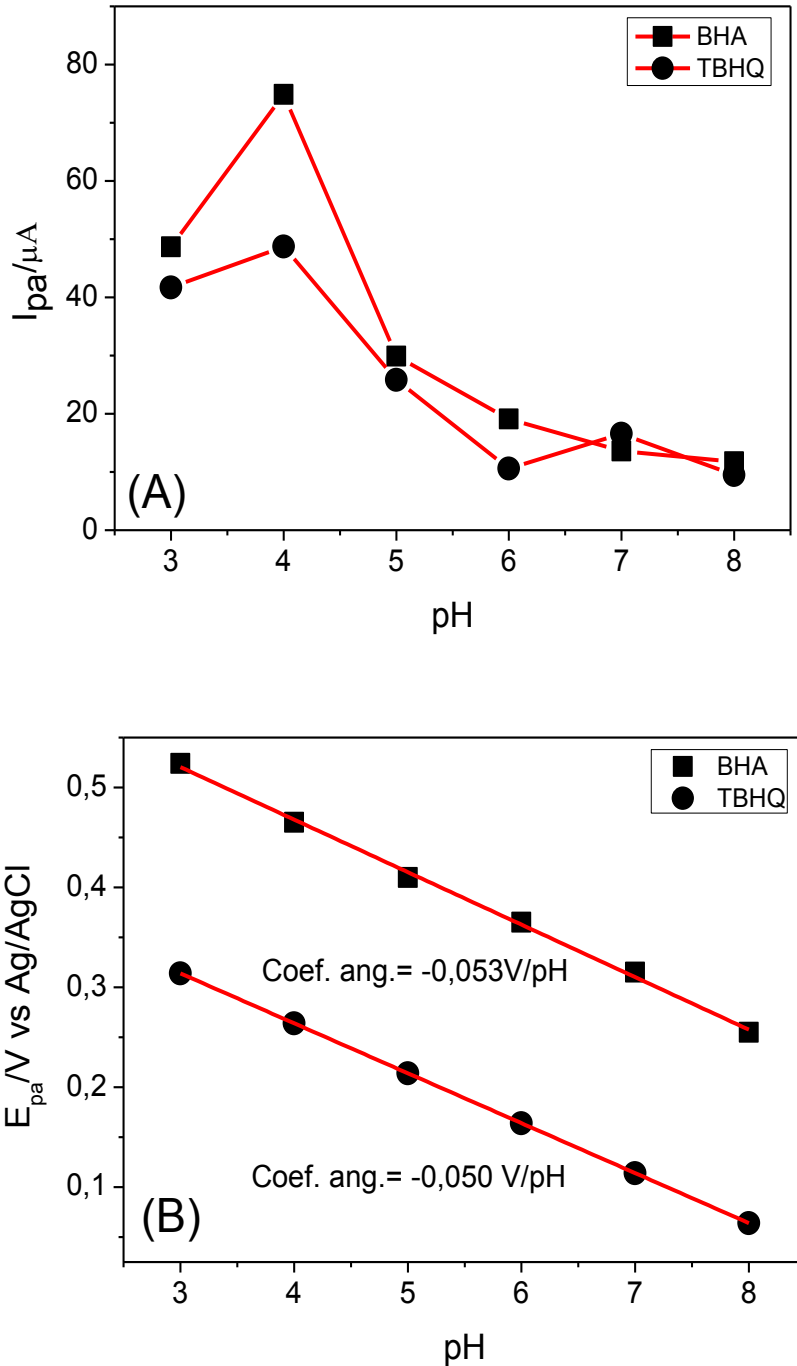 BHA
TBHQ
80
60
40
20
0
I_pa/μA
(A)
3 4 5 6 7 8
pH
BHA
TBHQ
0,5
0,4
0,3
0,2
0,1
E_pa/V vs Ag/AgCl
Coef. ang.= -0,053V/pH
Coef. ang.= -0,050 V/pH
(B)
3 4 5 6 7 8
pH